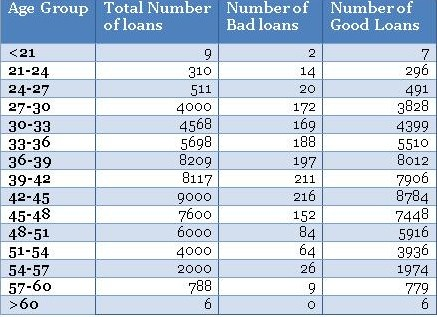 Age Group Total Number of loans Number of Bad loans Number of Good Loans
<21 9 2 7
21-24 310 14 296
24-27 511 20 491
27-30 4000 172 3828
30-33 4568 169 4399
33-36 5698 188 5510
36-39 8209 197 8012
39-42 8117 211 7906
42-45 9000 216 8784
45-48 7600 152 7448
48-51 6000 84 5916
51-54 4000 64 3936
54-57 2000 26 1974
57-60 788 9 779
>60 6 0 6